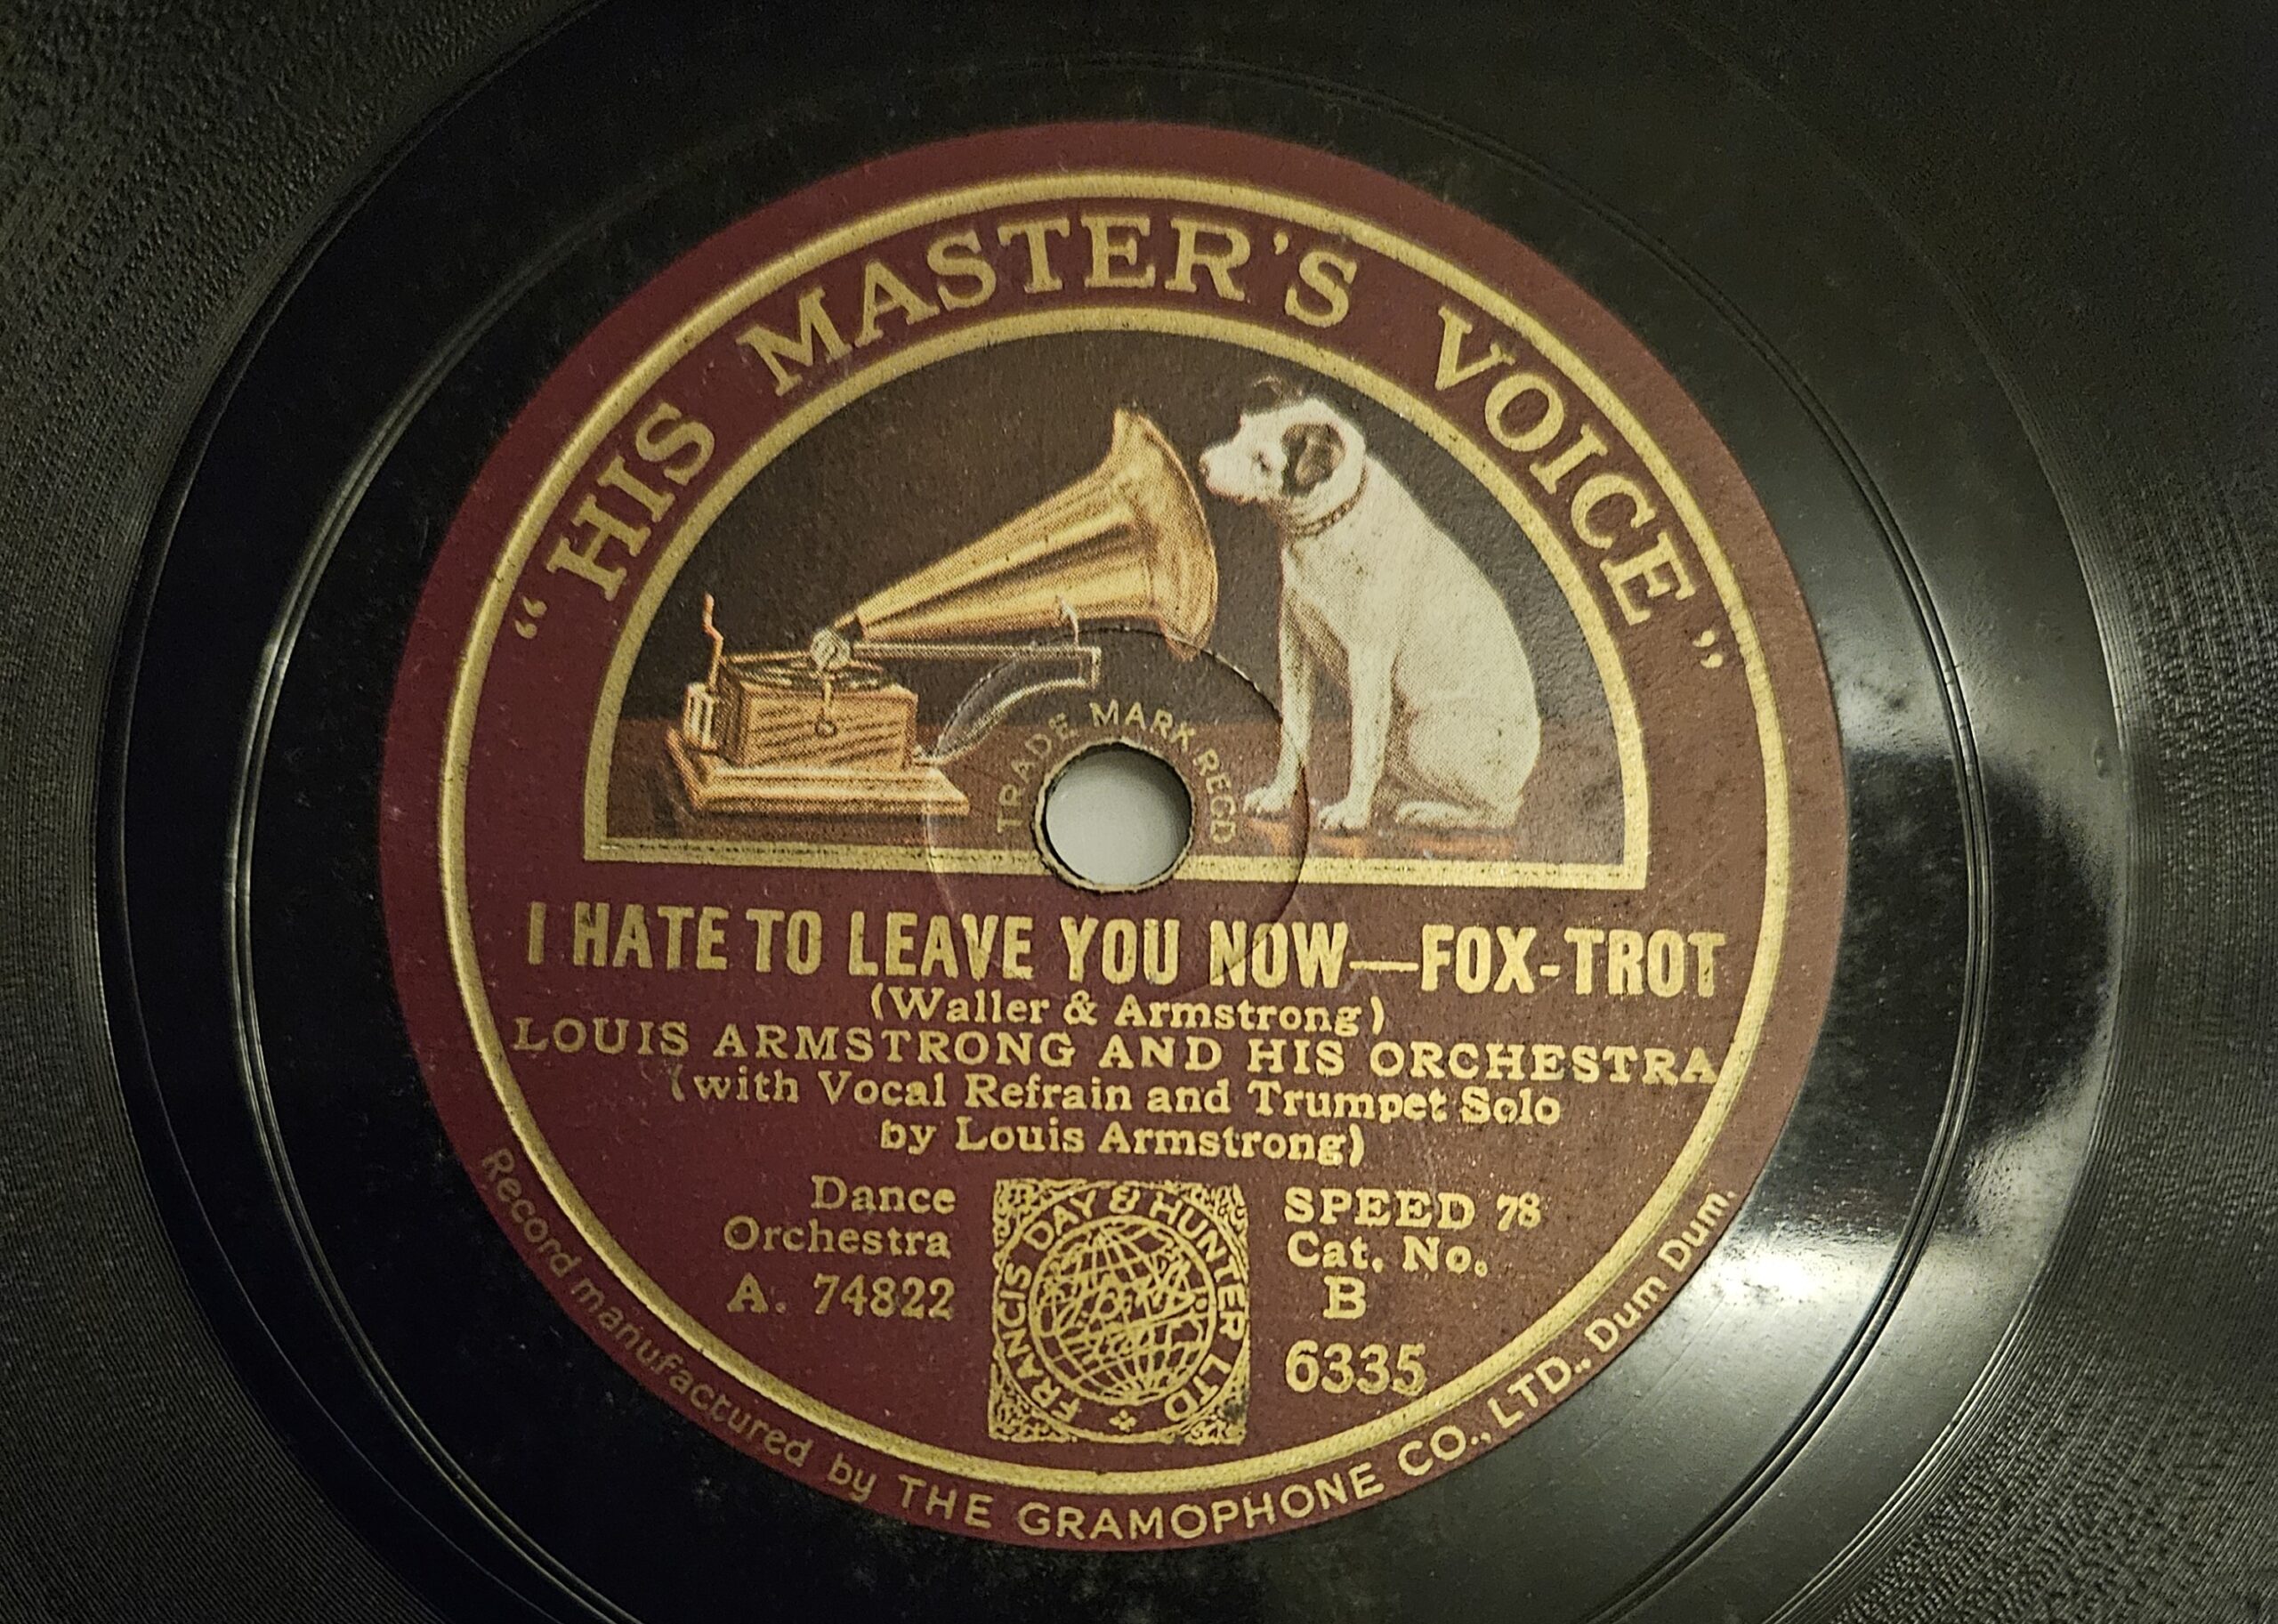 “HIS MASTER'S VOICE”
TRADE MARK REGD
I HATE TO LEAVE YOU NOW—FOX-TROT
(Waller & Armstrong)
LOUIS ARMSTRONG AND HIS ORCHESTRA
(with Vocal Refrain and Trumpet Solo
by Louis Armstrong)
Dance
Orchestra
A. 74822
FRANCIS DAY & HUNTER LTD
SPEED 78
Cat. No.
B
6335
Record manufactured by THE GRAMOPHONE CO., LTD., Dum Dum.